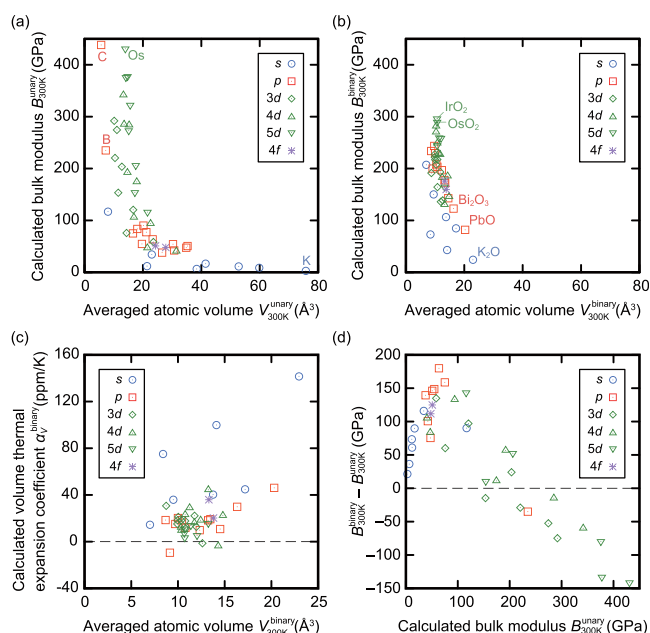 (a)
Calculated bulk modulus B^unary_300K (GPa)
400
300
200
100
0
C
Os
B
K
s
p
3d
4d
5d
4f
0 20 40 60 80
Averaged atomic volume V^unary_300K (Å³)
(b)
Calculated bulk modulus B^binary_300K (GPa)
400
300
200
100
0
IrO₂
OsO₂
Bi₂O₃
PbO
K₂O
s
p
3d
4d
5d
4f
0 20 40 60 80
Averaged atomic volume V^binary_300K (Å³)
(c)
Calculated volume thermal
expansion coefficient α_V^binary (ppm/K)
160
120
80
40
0
-40
s
p
3d
4d
5d
4f
0 5 10 15 20 25
Averaged atomic volume V^binary_300K (Å³)
(d)
B^binary_300K − B^unary_300K (GPa)
200
150
100
50
0
-50
-100
-150
s
p
3d
4d
5d
4f
0 100 200 300 400
Calculated bulk modulus B^unary_300K (GPa)